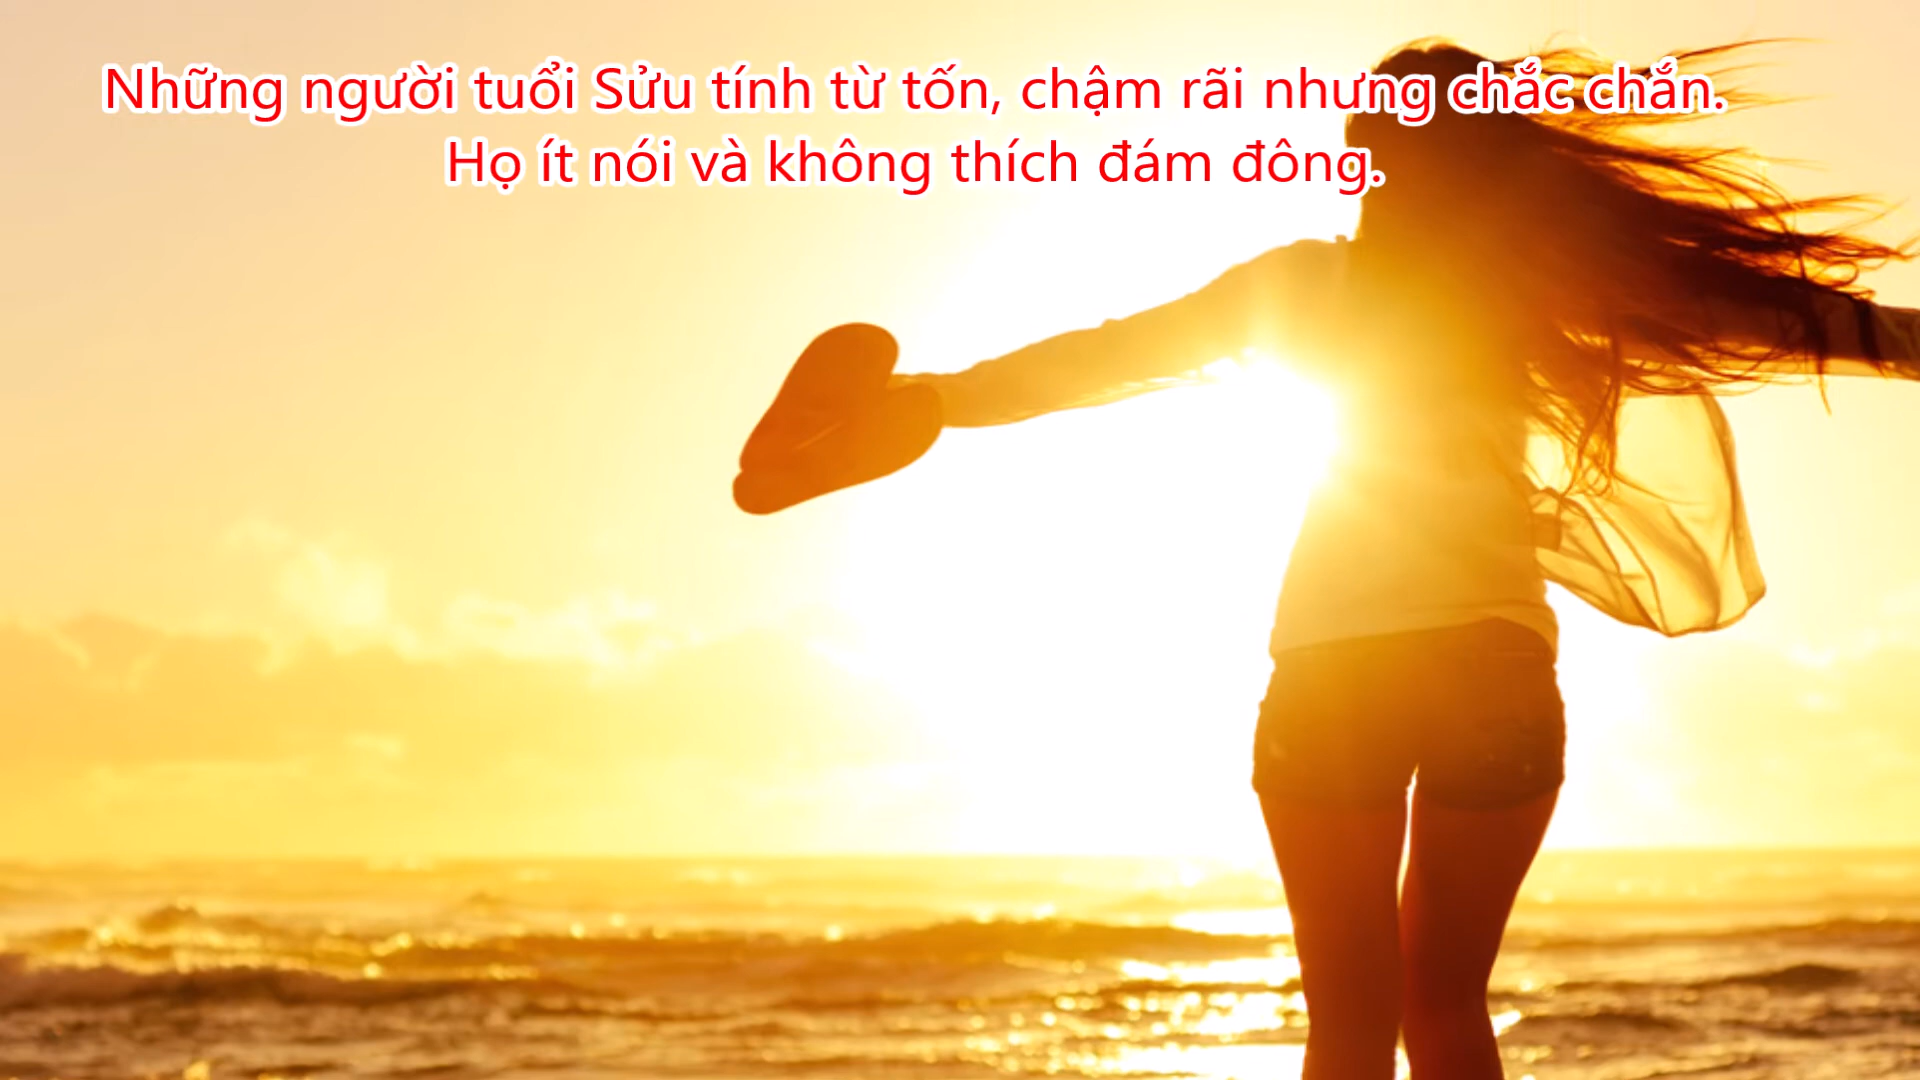 Những người tuổi Sửu tính từ tốn, chậm rãi nhưng chắc chắn.
Họ ít nói và không thích đám đông.